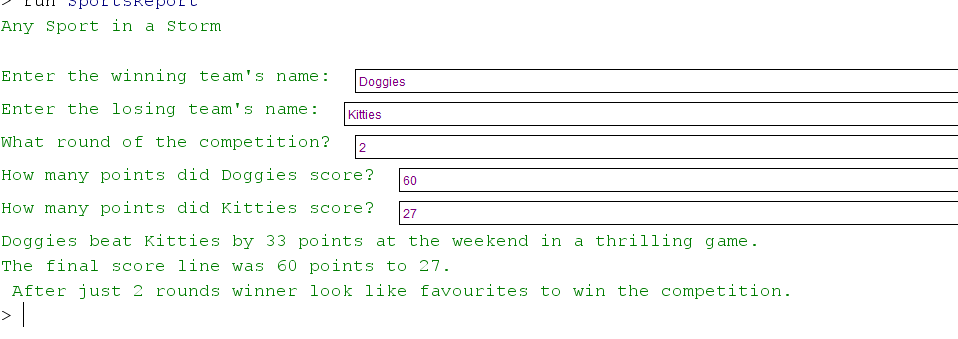 > run SportsReport
Any Sport in a Storm
Enter the winning team's name: Doggies
Enter the losing team's name: Kitties
What round of the competition? 2
How many points did Doggies score? 60
How many points did Kitties score? 27
Doggies beat Kitties by 33 points at the weekend in a thrilling game.
The final score line was 60 points to 27.
After just 2 rounds winner look like favourites to win the competition.
>